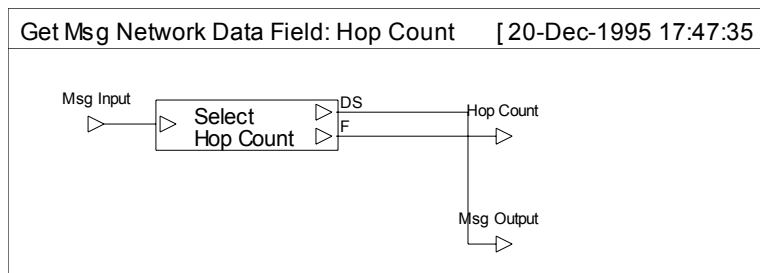 Get Msg Network Data Field: Hop Count [ 20-Dec-1995 17:47:35
Msg Input
Select
Hop Count
DS
F
Hop Count
Msg Output